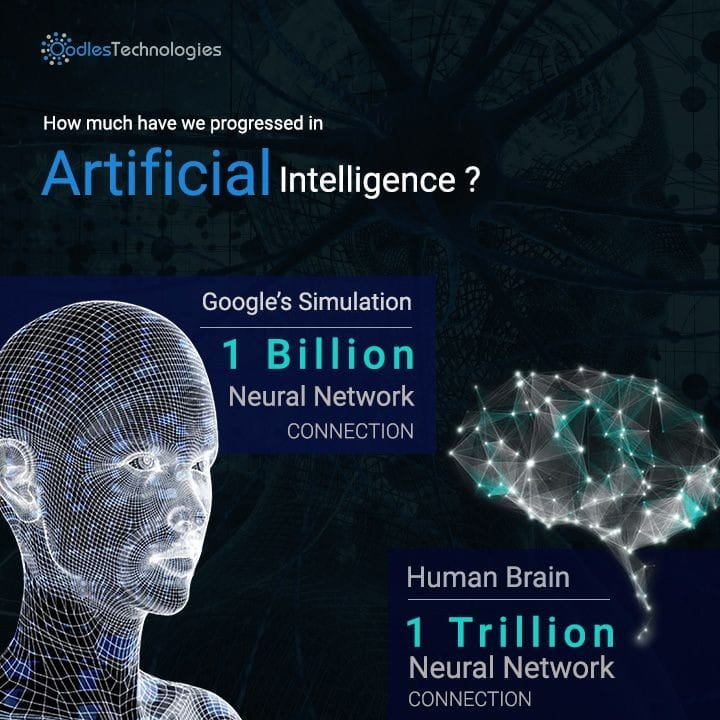 OodlesTechnologies
How much have we progressed in
Artificial Intelligence ?
Google's Simulation
1 Billion
Neural Network
CONNECTION
Human Brain
1 Trillion
Neural Network
CONNECTION